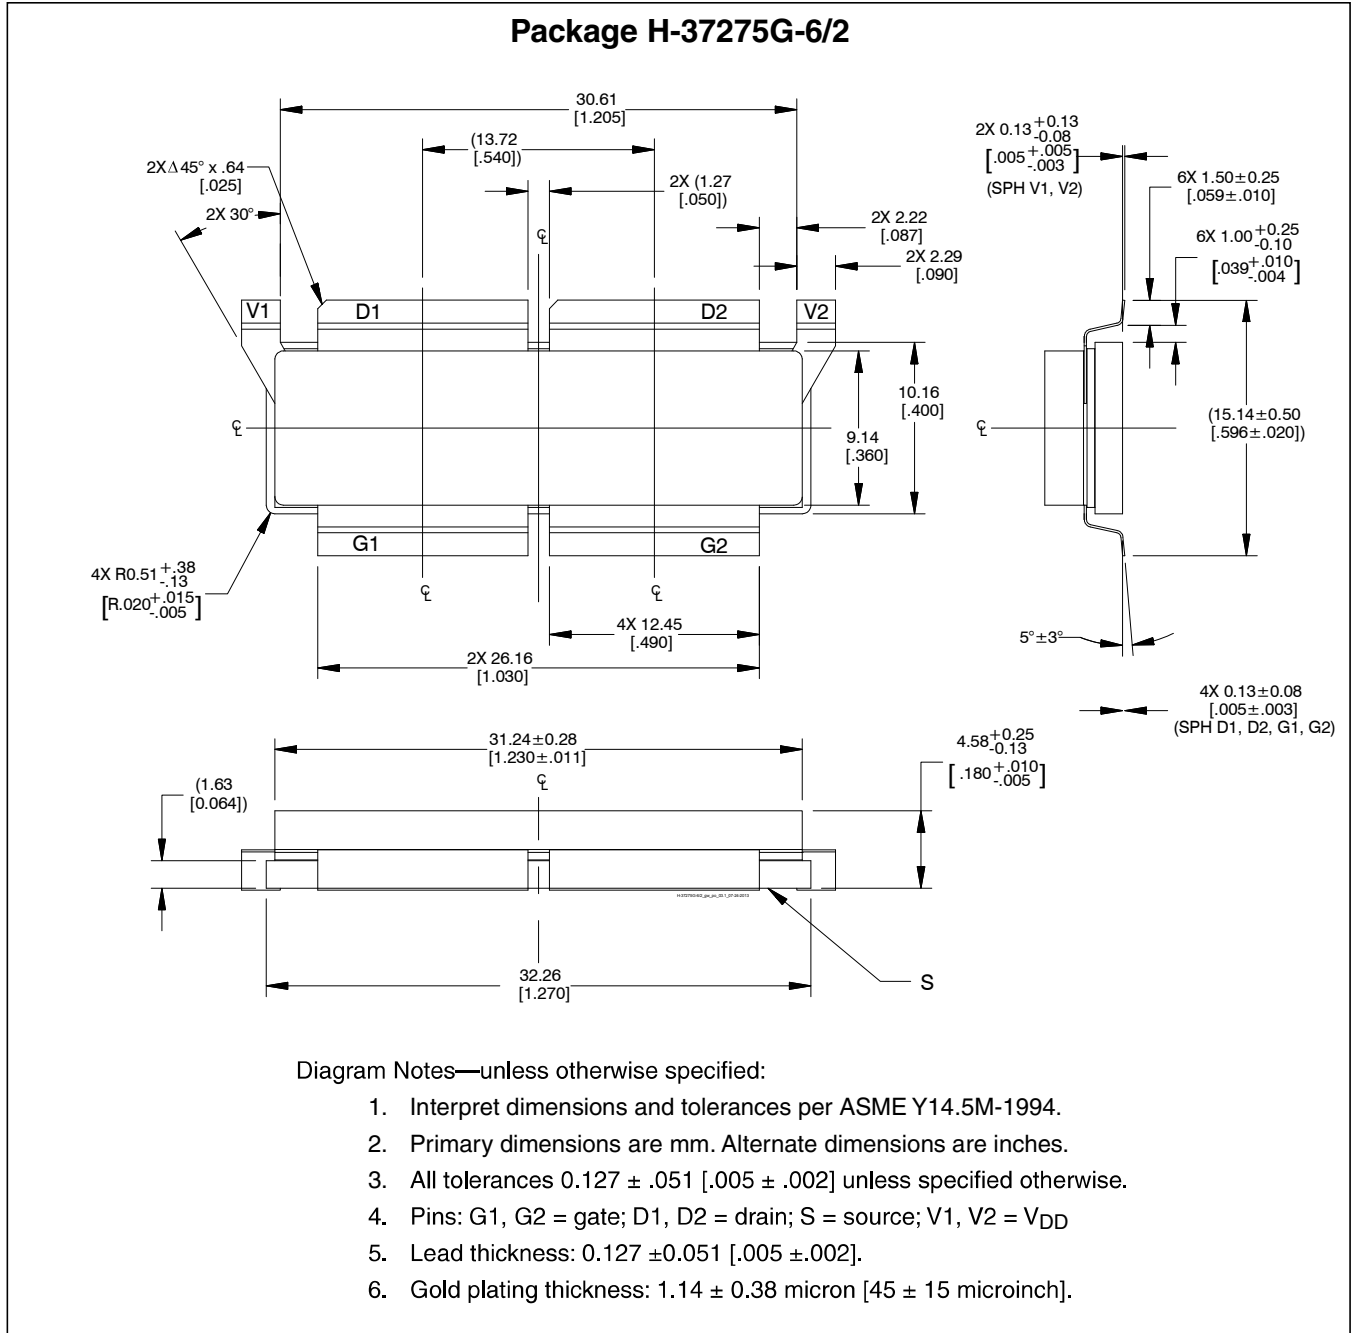 Package H-37275G-6/2
30.61
[1.205]
(13.72
[.540])
2X∆45° x .64
[.025]
2X (1.27
[.050])
2X 30°
2X 2.22
[.087]
2X 2.29
[.090]
℄
V1
D1
D2
V2
10.16
[.400]
℄
9.14
[.360]
G1
G2
4X R0.51 +.38
-.13
[R.020 +.015
-.005 ]
℄
℄
4X 12.45
[.490]
2X 26.16
[1.030]
2X 0.13 +0.13
-0.08
[.005 +.005
-.003 ]
(SPH V1, V2)
6X 1.50±0.25
[.059±.010]
6X 1.00 +0.25
-0.10
[.039 +.010
-.004 ]
℄
(15.14±0.50
[.596±.020])
5°±3°
4X 0.13±0.08
[.005±.003]
(SPH D1, D2, G1, G2)
31.24±0.28
[1.230±.011]
4.58 +0.25
-0.13
[ .180 +.010
-.005 ]
℄
(1.63
[0.064])
32.26
[1.270]
S
Diagram Notes—unless otherwise specified:
1. Interpret dimensions and tolerances per ASME Y14.5M-1994.
2. Primary dimensions are mm. Alternate dimensions are inches.
3. All tolerances 0.127 ± .051 [.005 ± .002] unless specified otherwise.
4. Pins: G1, G2 = gate; D1, D2 = drain; S = source; V1, V2 = VDD
5. Lead thickness: 0.127 ±0.051 [.005 ±.002].
6. Gold plating thickness: 1.14 ± 0.38 micron [45 ± 15 microinch].